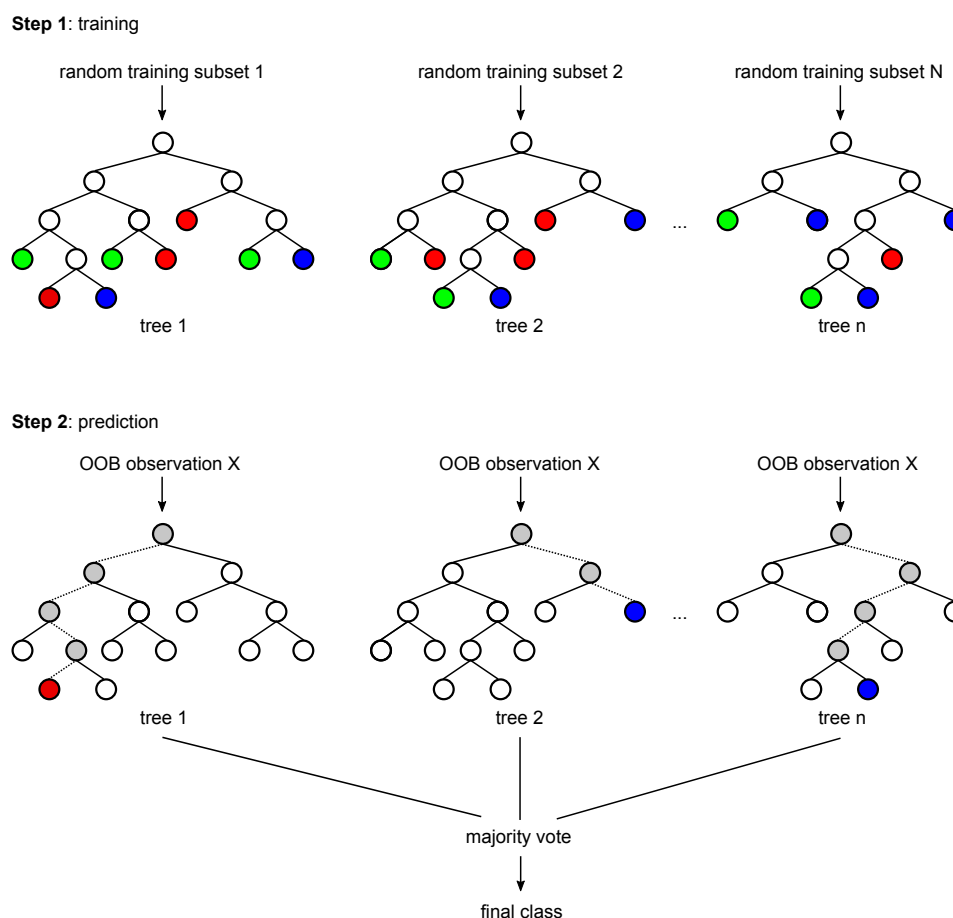 Step 1: training
random training subset 1 random training subset 2 random training subset N
...
tree 1 tree 2 tree n
Step 2: prediction
OOB observation X OOB observation X OOB observation X
...
tree 1 tree 2 tree n
majority vote
final class